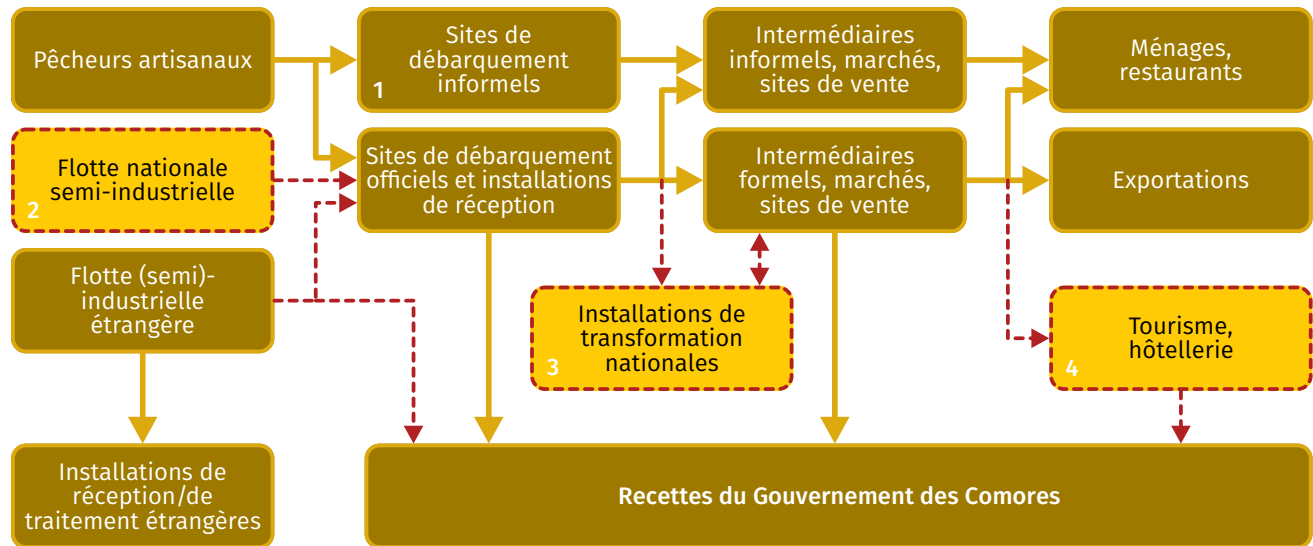 Pêcheurs artisanaux
Sites de
débarquement
informels
1
Intermédiaires
informels, marchés,
sites de vente
Ménages,
restaurants
Flotte nationale
semi-industrielle
2
Sites de débarquement
officiels et installations
de réception
Intermédiaires
formels, marchés,
sites de vente
Exportations
Flotte (semi)-
industrielle
étrangère
Installations de
transformation
nationales
3
Tourisme,
hôtellerie
4
Installations de
réception/de
traitement étrangères
Recettes du Gouvernement des Comores